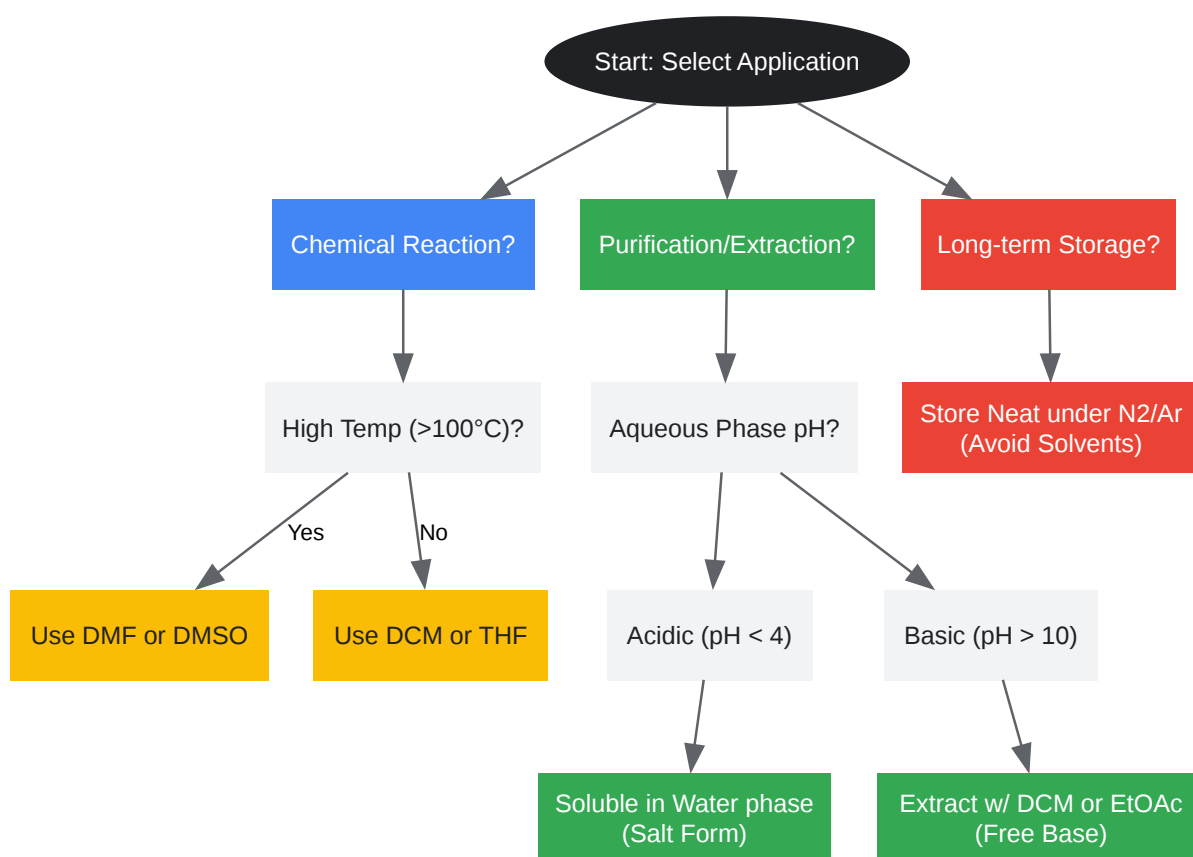 Start: Select Application
Chemical Reaction?
Purification/Extraction?
Long-term Storage?
High Temp (>100°C)?
Aqueous Phase pH?
Store Neat under N2/Ar
(Avoid Solvents)
Yes
No
Use DMF or DMSO
Use DCM or THF
Acidic (pH < 4)
Basic (pH > 10)
Soluble in Water phase
(Salt Form)
Extract w/ DCM or EtOAc
(Free Base)